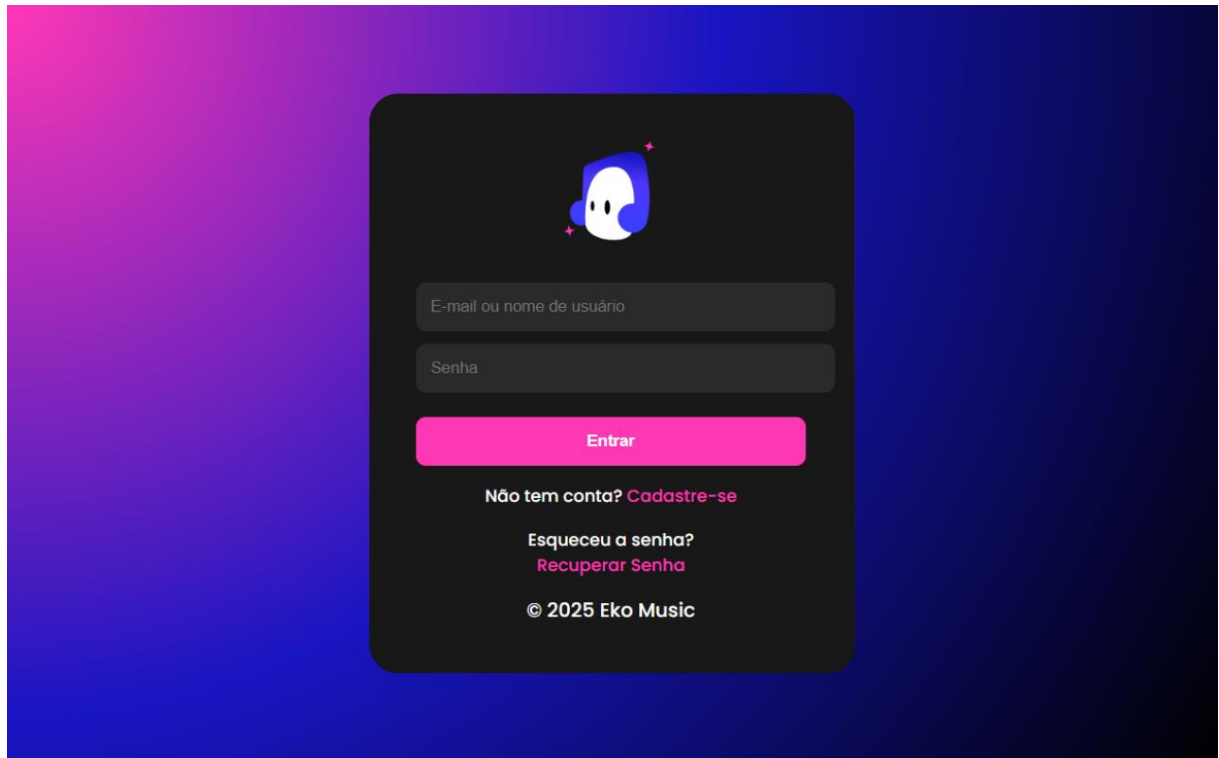 E-mail ou nome de usuário
Senha
Entrar
Não tem conta? Cadastre-se
Esqueceu a senha?
Recuperar Senha
© 2025 Eko Music